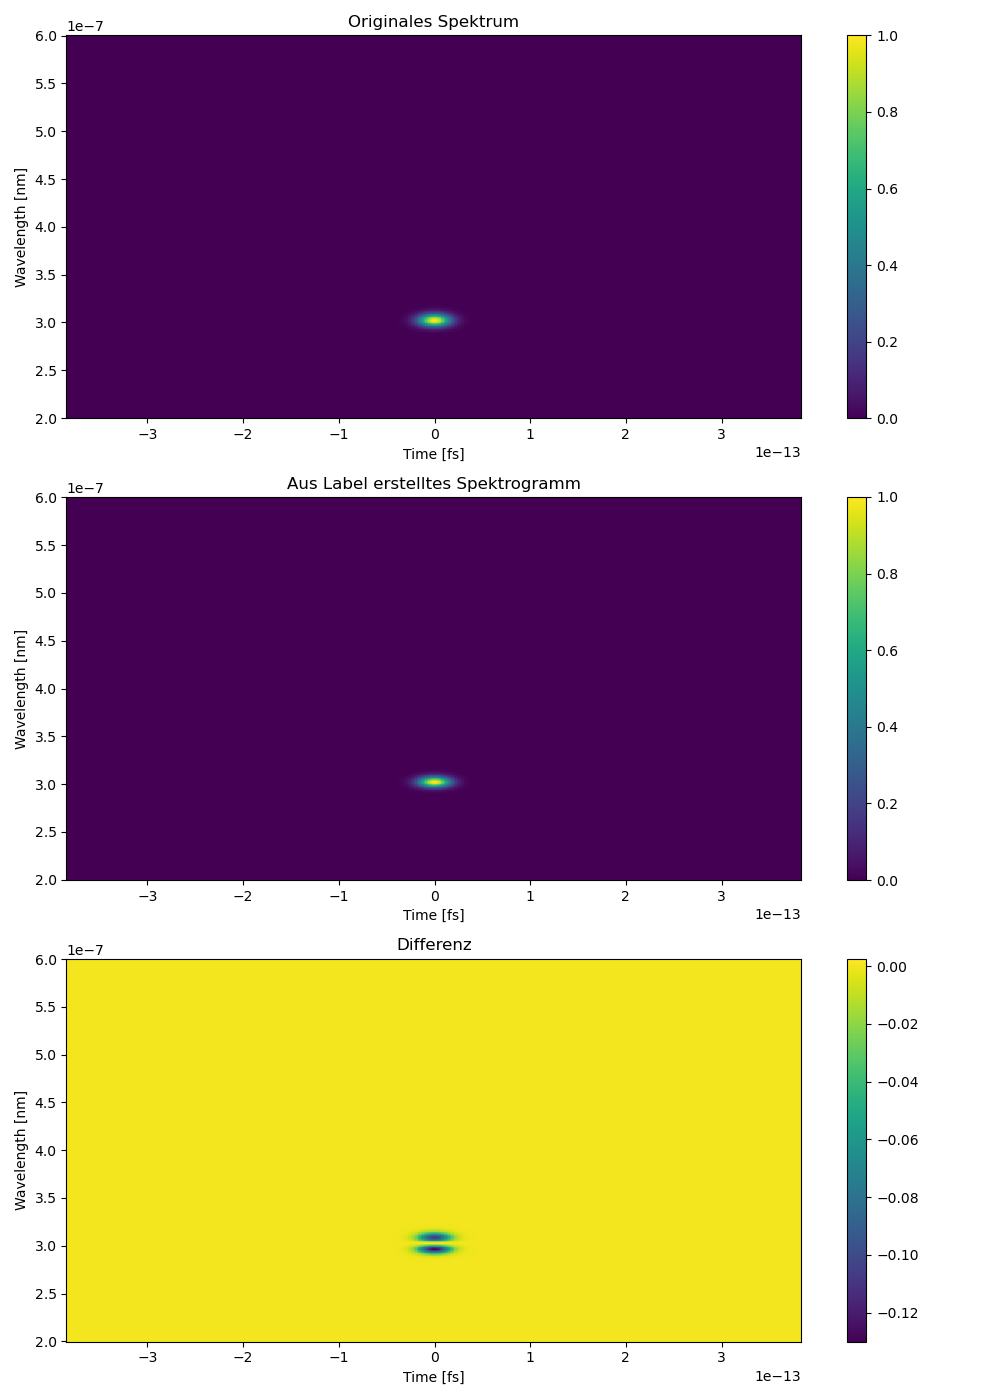 Originales Spektrum
1e−7
6.0
5.5
5.0
4.5
4.0
3.5
3.0
2.5
2.0
Wavelength [nm]
−3 −2 −1 0 1 2 3
1e−13
Time [fs]
1.0
0.8
0.6
0.4
0.2
0.0
Aus Label erstelltes Spektrogramm
1e−7
6.0
5.5
5.0
4.5
4.0
3.5
3.0
2.5
2.0
Wavelength [nm]
−3 −2 −1 0 1 2 3
1e−13
Time [fs]
1.0
0.8
0.6
0.4
0.2
0.0
Differenz
1e−7
6.0
5.5
5.0
4.5
4.0
3.5
3.0
2.5
2.0
Wavelength [nm]
−3 −2 −1 0 1 2 3
1e−13
Time [fs]
0.00
−0.02
−0.04
−0.06
−0.08
−0.10
−0.12